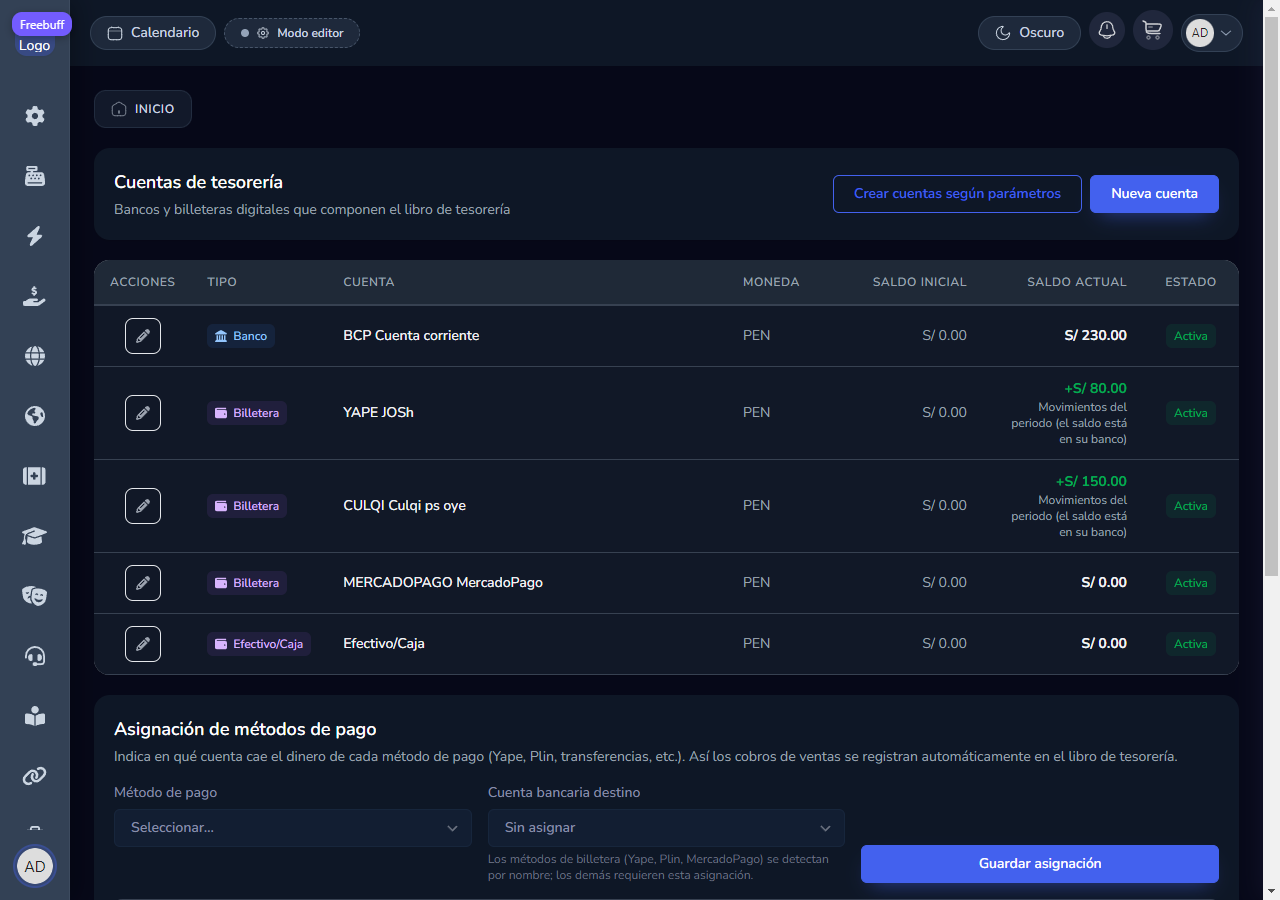 Freebuff
Logo
Calendario
Modo editor
Oscuro
AD
INICIO
Cuentas de tesorería
Bancos y billeteras digitales que componen el libro de tesorería
Crear cuentas según parámetros
Nueva cuenta
ACCIONES TIPO CUENTA MONEDA SALDO INICIAL SALDO ACTUAL ESTADO
Banco BCP Cuenta corriente PEN S/ 0.00 S/ 230.00 Activa
Billetera YAPE JOSh PEN S/ 0.00 +S/ 80.00 Activa
Movimientos del
periodo (el saldo está
en su banco)
Billetera CULQI Culqi ps oye PEN S/ 0.00 +S/ 150.00 Activa
Movimientos del
periodo (el saldo está
en su banco)
Billetera MERCADOPAGO MercadoPago PEN S/ 0.00 S/ 0.00 Activa
Efectivo/Caja Efectivo/Caja PEN S/ 0.00 S/ 0.00 Activa
Asignación de métodos de pago
Indica en qué cuenta cae el dinero de cada método de pago (Yape, Plin, transferencias, etc.). Así los cobros de ventas se registran automáticamente en el libro de tesorería.
Método de pago
Seleccionar...
Cuenta bancaria destino
Sin asignar
Los métodos de billetera (Yape, Plin, MercadoPago) se detectan
por nombre; los demás requieren esta asignación.
Guardar asignación
AD